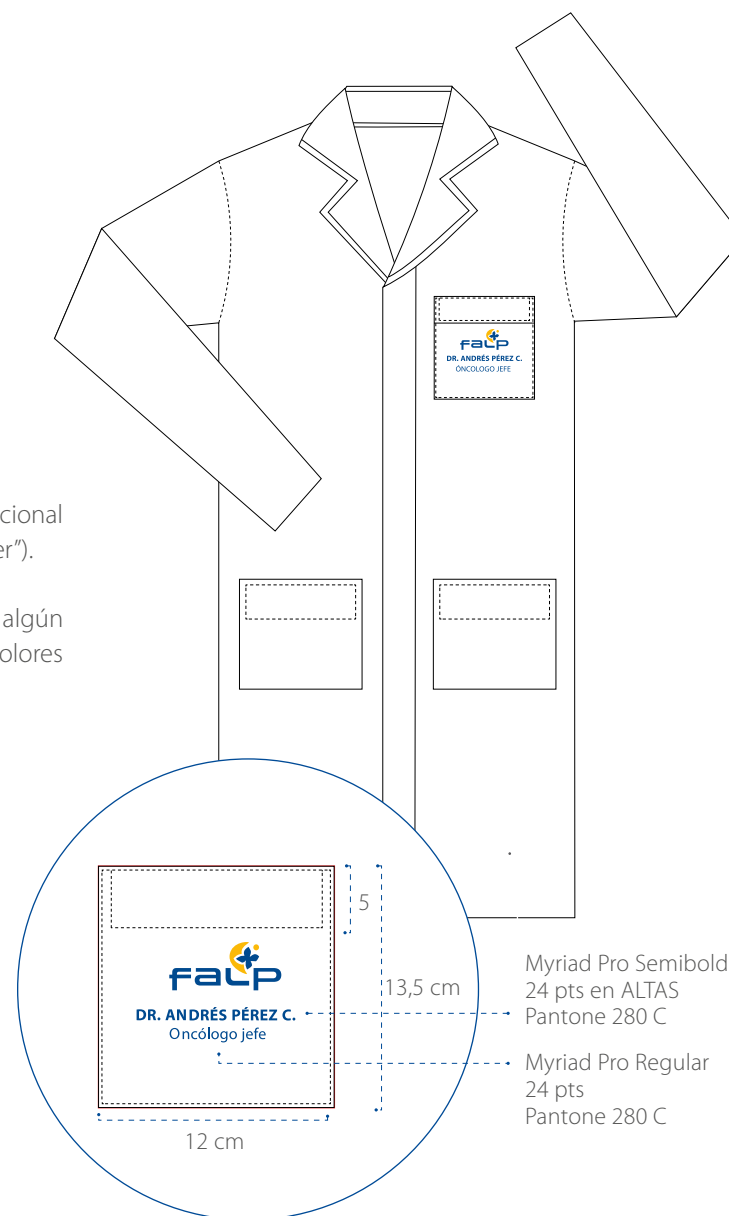 falp
DR. ANDRÉS PÉREZ C.
ÓNCOLOGO JEFE
cional
er”).
algún
olores
5
falp
13,5 cm
DR. ANDRÉS PÉREZ C.
Oncólogo jefe
12 cm
Myriad Pro Semibold
24 pts en ALTAS
Pantone 280 C
Myriad Pro Regular
24 pts
Pantone 280 C